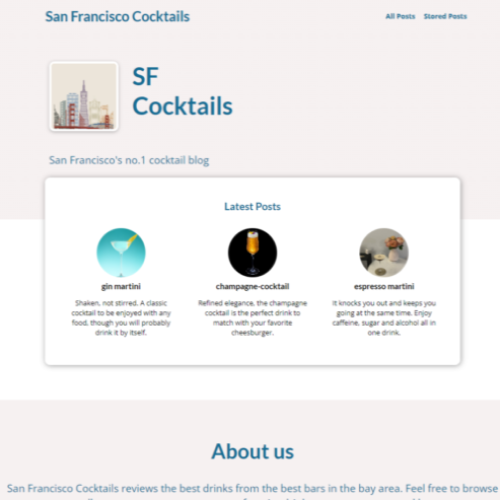 San Francisco Cocktails
All Posts Stored Posts
SF
Cocktails
San Francisco's no.1 cocktail blog
Latest Posts
gin martini
Shaken, not stirred. A classic
cocktail to be enjoyed with any
food, though you will probably
drink it by itself.
champagne-cocktail
Refined elegance, the champagne
cocktail is the perfect drink to
match with your favorite
cheesburger.
espresso martini
It knocks you out and keeps you
going at the same time. Enjoy
caffeine, sugar and alcohol all in
one drink.
About us
San Francisco Cocktails reviews the best drinks from the best bars in the bay area. Feel free to browse